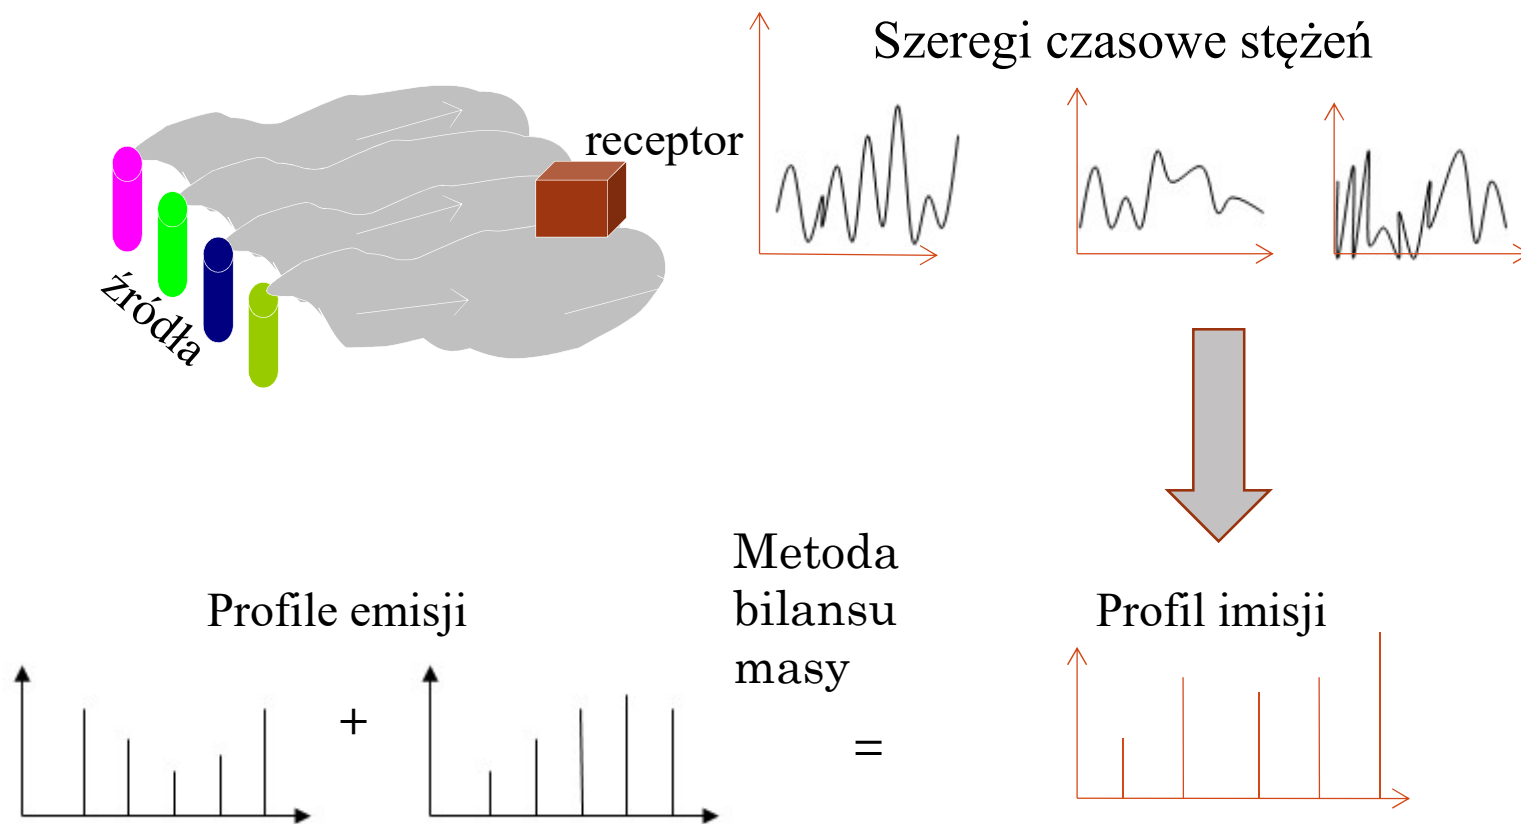 Szeregi czasowe stężeń
receptor
źródła
Metoda
bilansu
masy
Profile emisji
Profil imisji
+
=